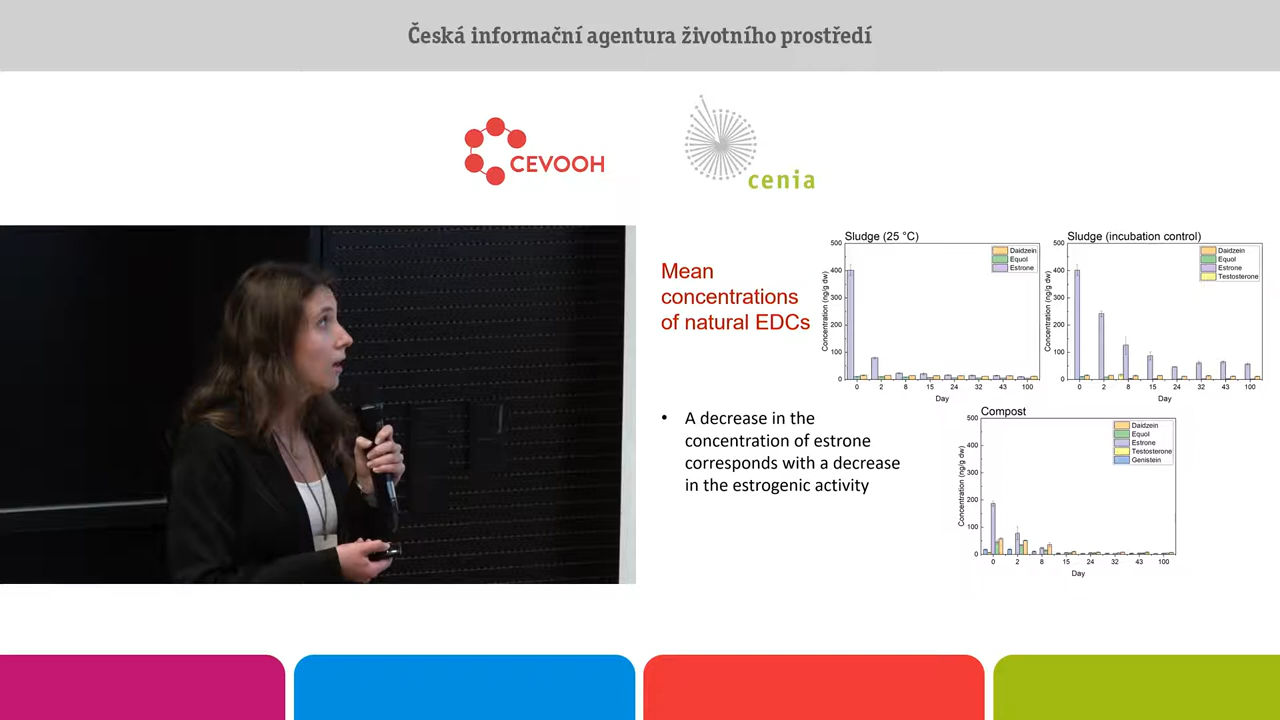 Česká informační agentura životního prostředí
CEVOOH
cenia
Mean
concentrations
of natural EDCs
• A decrease in the
concentration of estrone
corresponds with a decrease
in the estrogenic activity
Sludge (25 °C)
Concentration (ng/g dw)
500
400
300
200
100
0
Daidzein
Equol
Estrone
0 2 8 15 24 32 43 100
Day
Sludge (incubation control)
Concentration (ng/g dw)
500
400
300
200
100
0
Daidzein
Equol
Estrone
Testosterone
0 2 8 15 24 32 43 100
Day
Compost
Concentration (ng/g dw)
500
400
300
200
100
0
Daidzein
Equol
Estrone
Testosterone
Genistein
0 2 8 15 24 32 43 100
Day